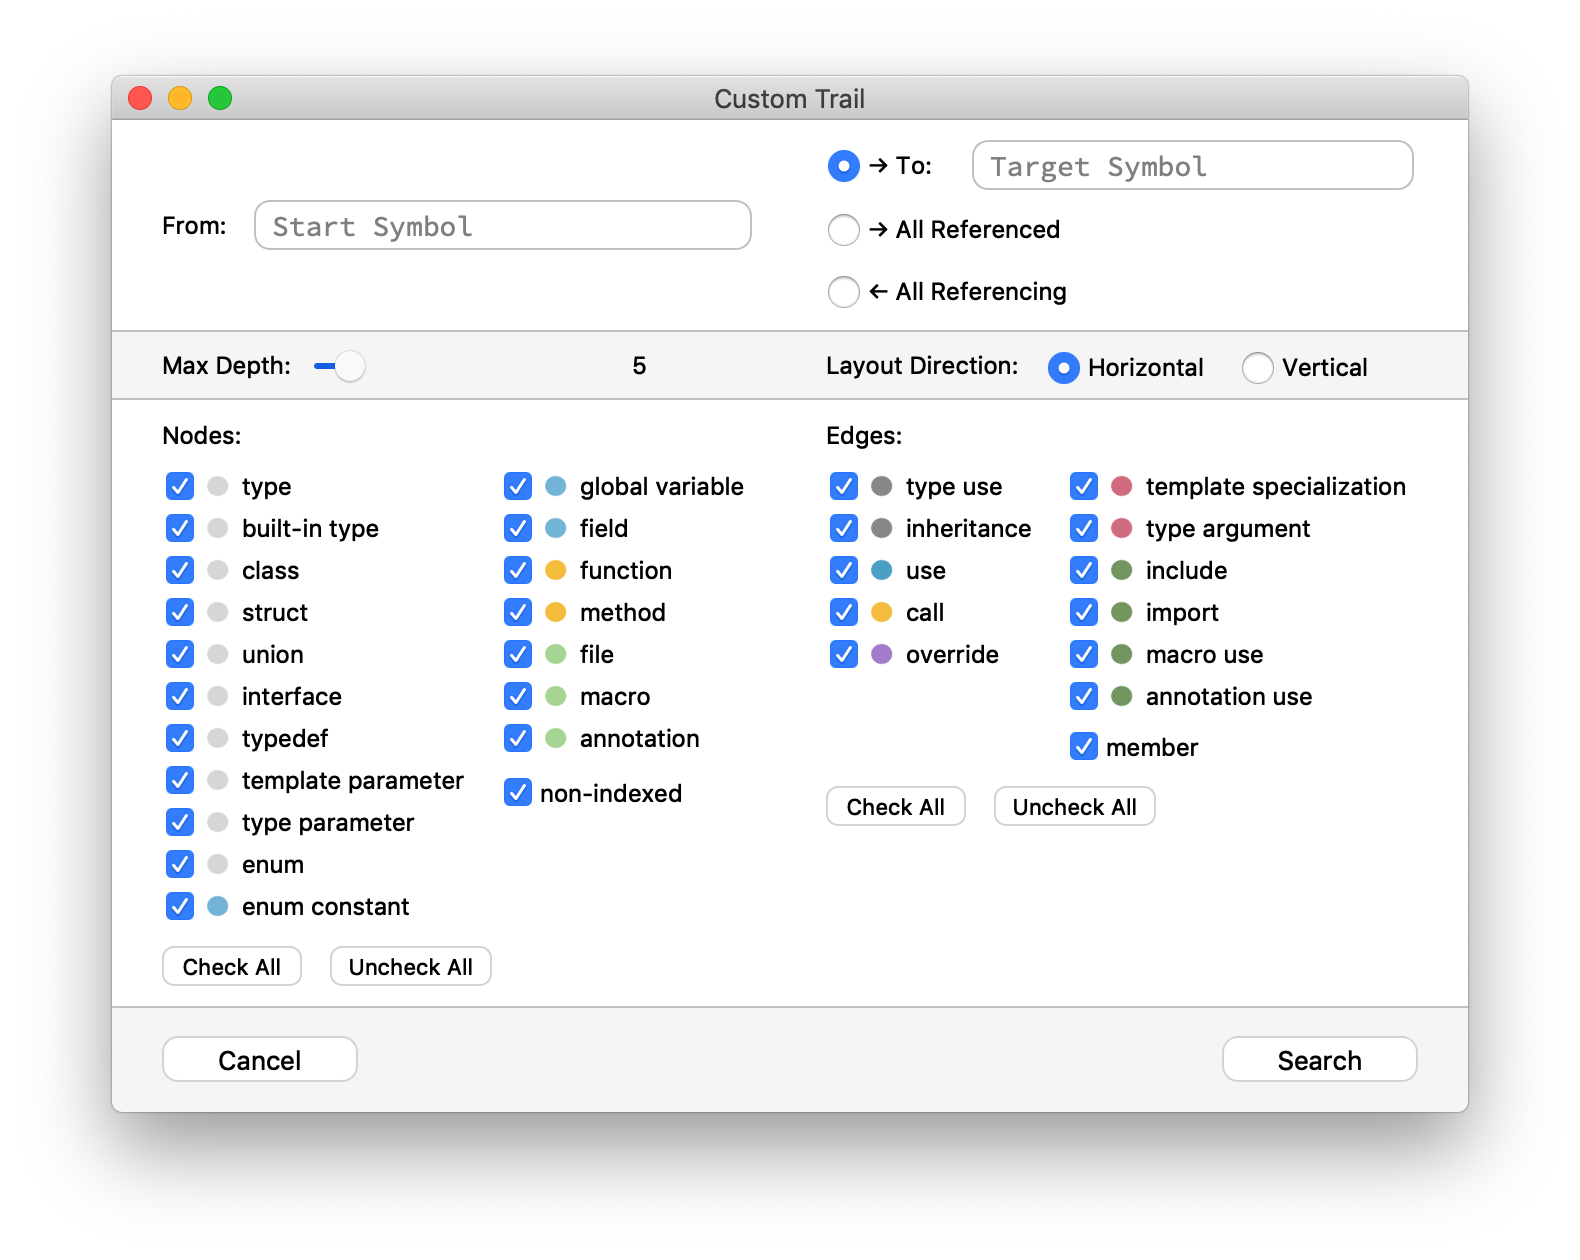 Custom Trail
From: Start Symbol
→ To: Target Symbol
→ All Referenced
← All Referencing
Max Depth: 5
Layout Direction: Horizontal Vertical
Nodes:
type
built-in type
class
struct
union
interface
typedef
template parameter
type parameter
enum
enum constant
global variable
field
function
method
file
macro
annotation
non-indexed
Check All Uncheck All
Edges:
type use
inheritance
use
call
override
template specialization
type argument
include
import
macro use
annotation use
member
Check All Uncheck All
Cancel Search